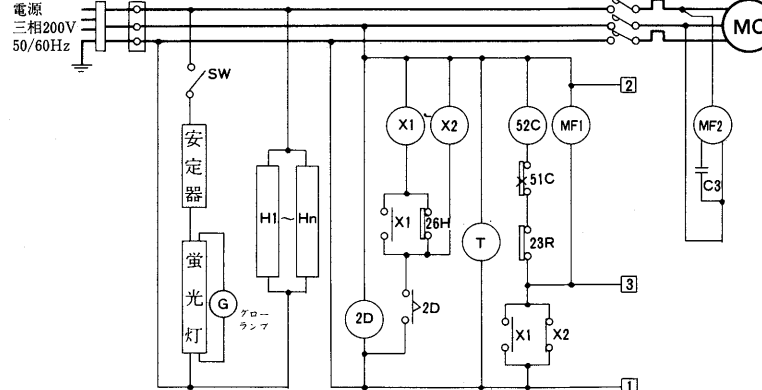 電源
三相200V
50/60Hz
MC
SW
2
X1
X2
52C
MF1
MF2
安定器
51C
C3
H1~Hn
X1
26H
23R
T
蛍光灯
G
グローランプ
2D
2D
3
X1
X2
1